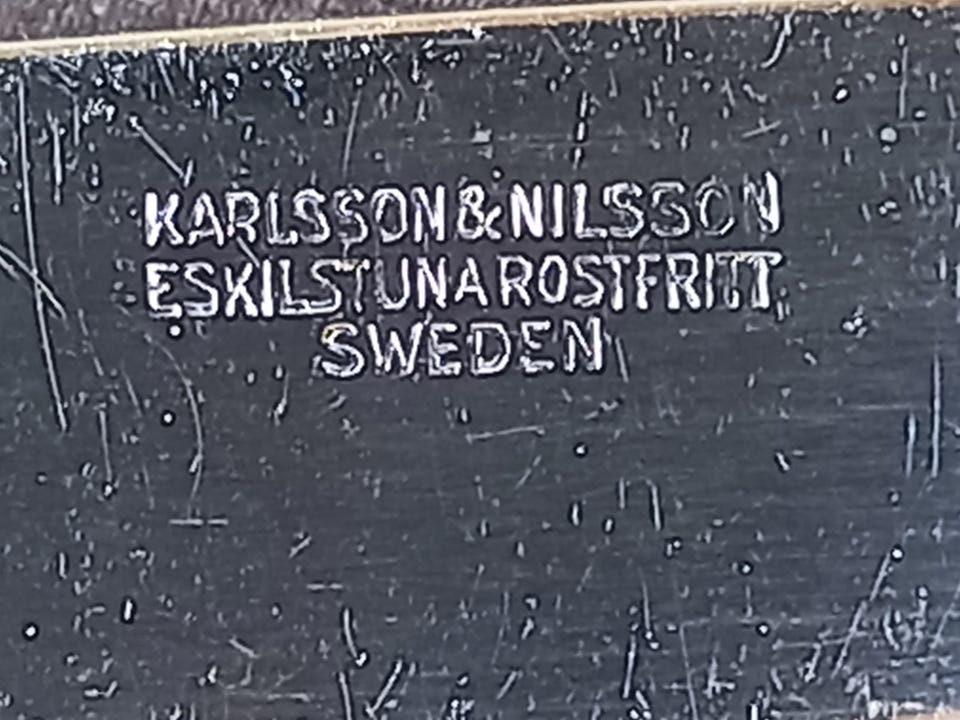 KARLSSON & NILSSON
ESKILSTUNA ROSTFRITT
SWEDEN